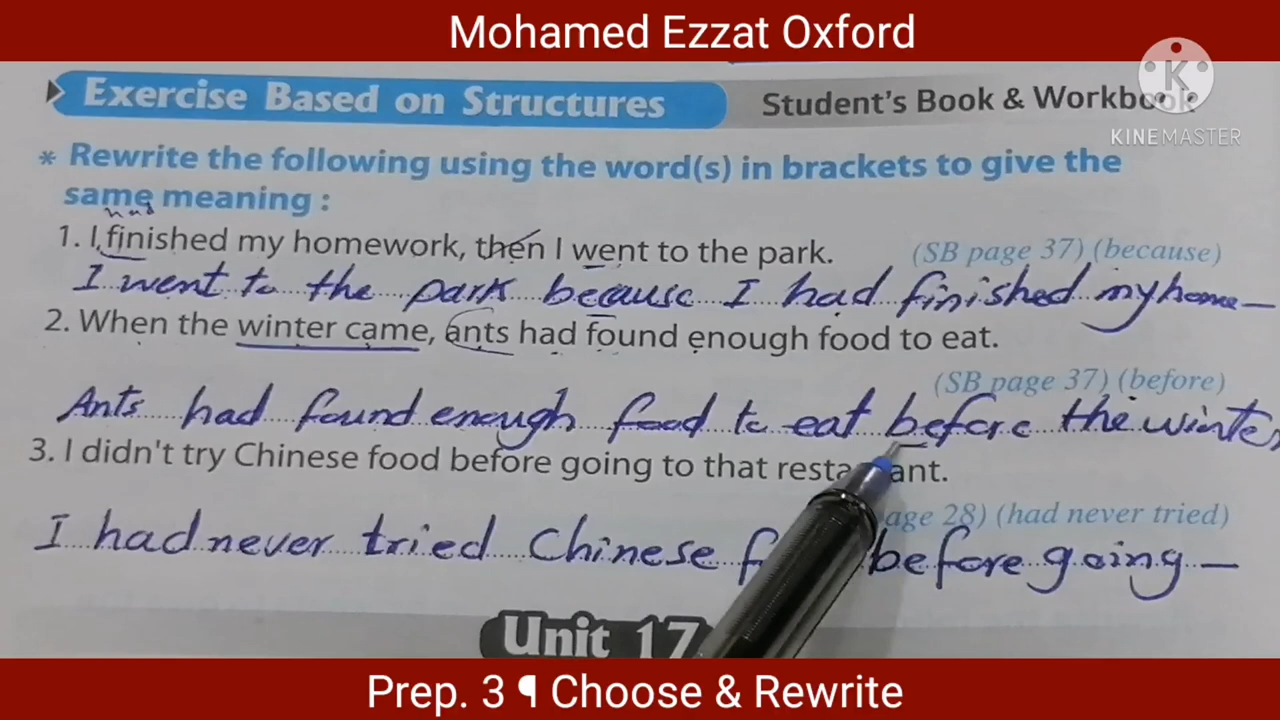 Mohamed Ezzat Oxford
K
KINEMASTER
Exercise Based on Structures
Student's Book & Workbook
* Rewrite the following using the word(s) in brackets to give the
same meaning :
had
1. I finished my homework, then I went to the park. (SB page 37) (because)
I went to the park because I had finished my home
2. When the winter came, ants had found enough food to eat.
(SB page 37) (before)
Ants had found enough food to eat before the winter
3. I didn't try Chinese food before going to that restaurant.
age 28) (had never tried)
I had never tried Chinese f before going
Unit 17
Prep. 3 ¶ Choose & Rewrite